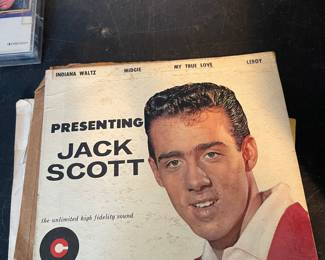 INDIANA WALTZ MIDGIE MY TRUE LOVE LEROY
PRESENTING
JACK
SCOTT
the unlimited high fidelity sound
C